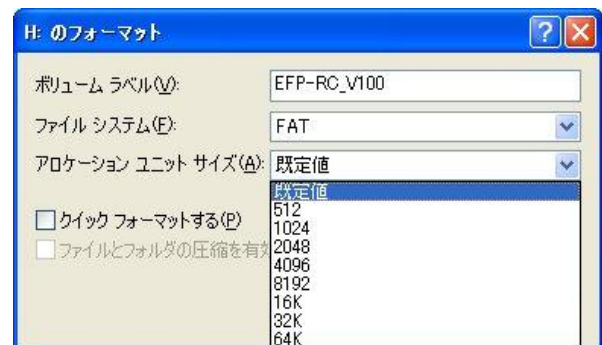 H: のフォーマット
ボリューム ラベル(V): EFP-RC_V100
ファイル システム(F): FAT
アロケーション ユニット サイズ(A): 既定値
既定値
512
クイック フォーマットする(P)
1024
2048
ファイルとフォルダの圧縮を有効
4096
8192
16K
32K
64K